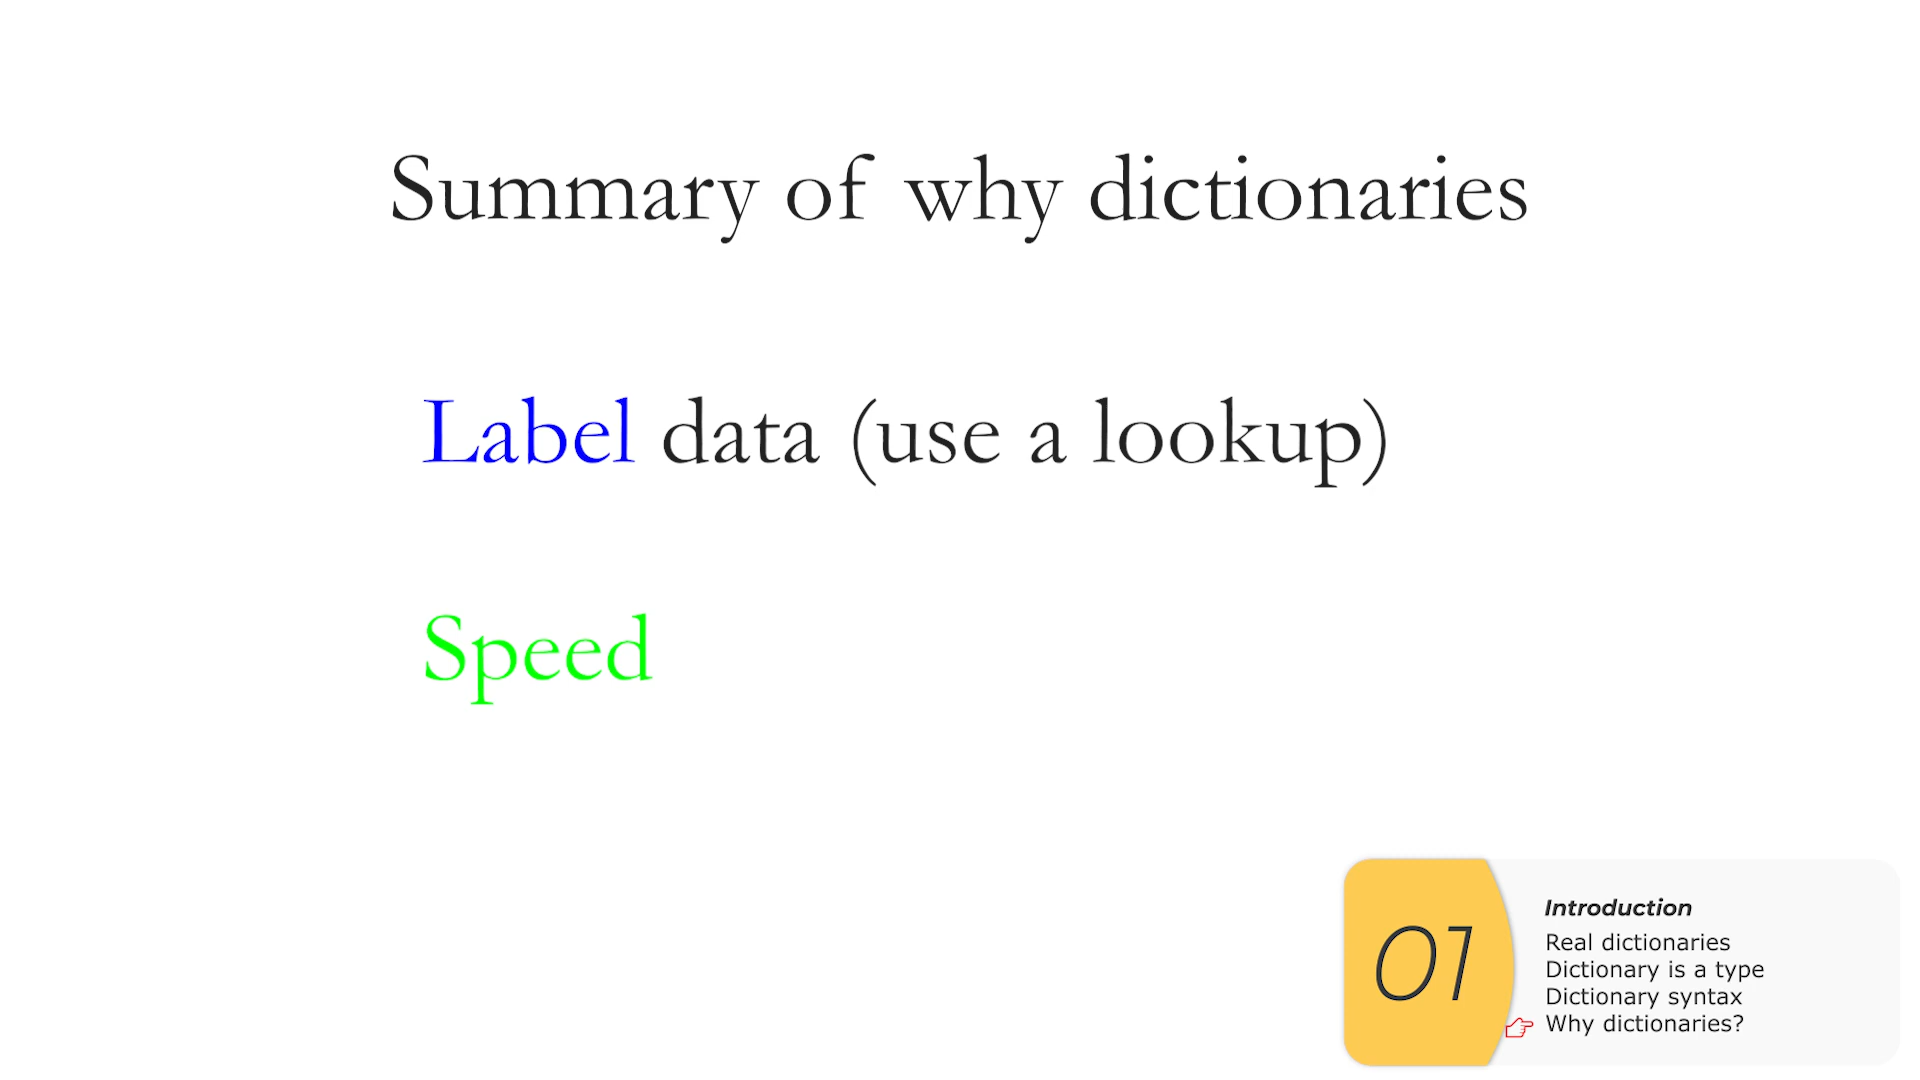 Summary of why dictionaries
Label data (use a lookup)
Speed
01
Introduction
Real dictionaries
Dictionary is a type
Dictionary syntax
Why dictionaries?